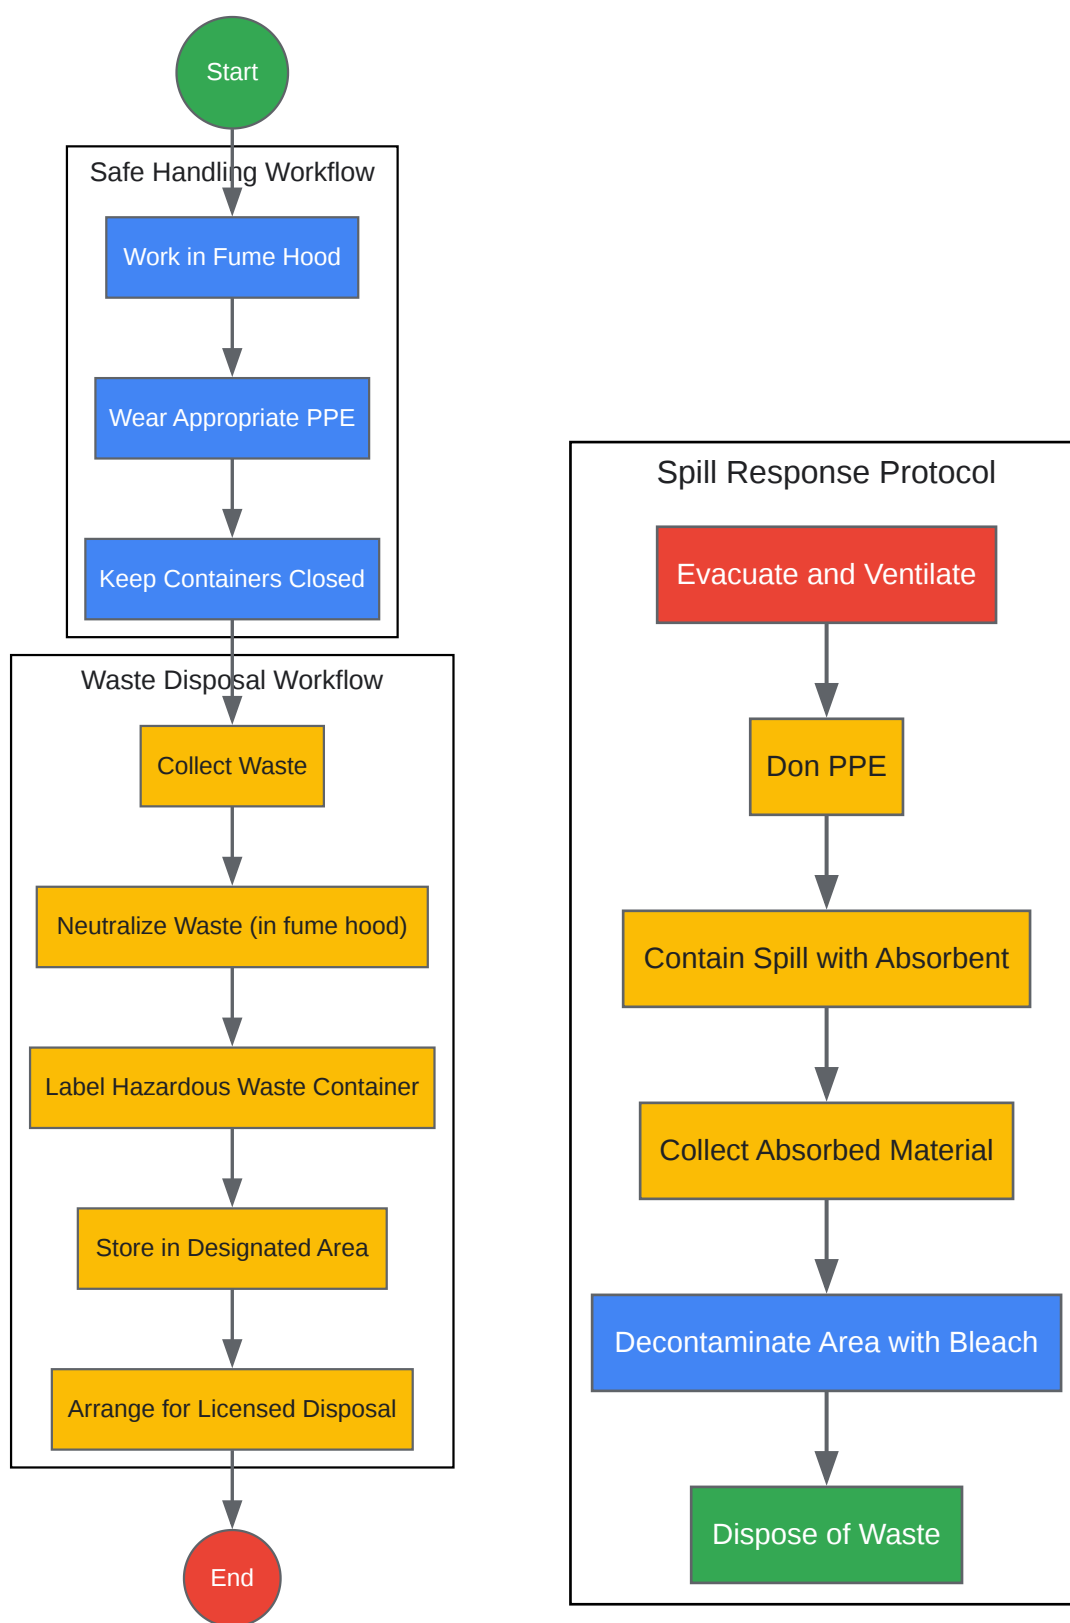 Start
Safe Handling Workflow
Work in Fume Hood
Wear Appropriate PPE
Keep Containers Closed
Waste Disposal Workflow
Collect Waste
Neutralize Waste (in fume hood)
Label Hazardous Waste Container
Store in Designated Area
Arrange for Licensed Disposal
End
Spill Response Protocol
Evacuate and Ventilate
Don PPE
Contain Spill with Absorbent
Collect Absorbed Material
Decontaminate Area with Bleach
Dispose of Waste